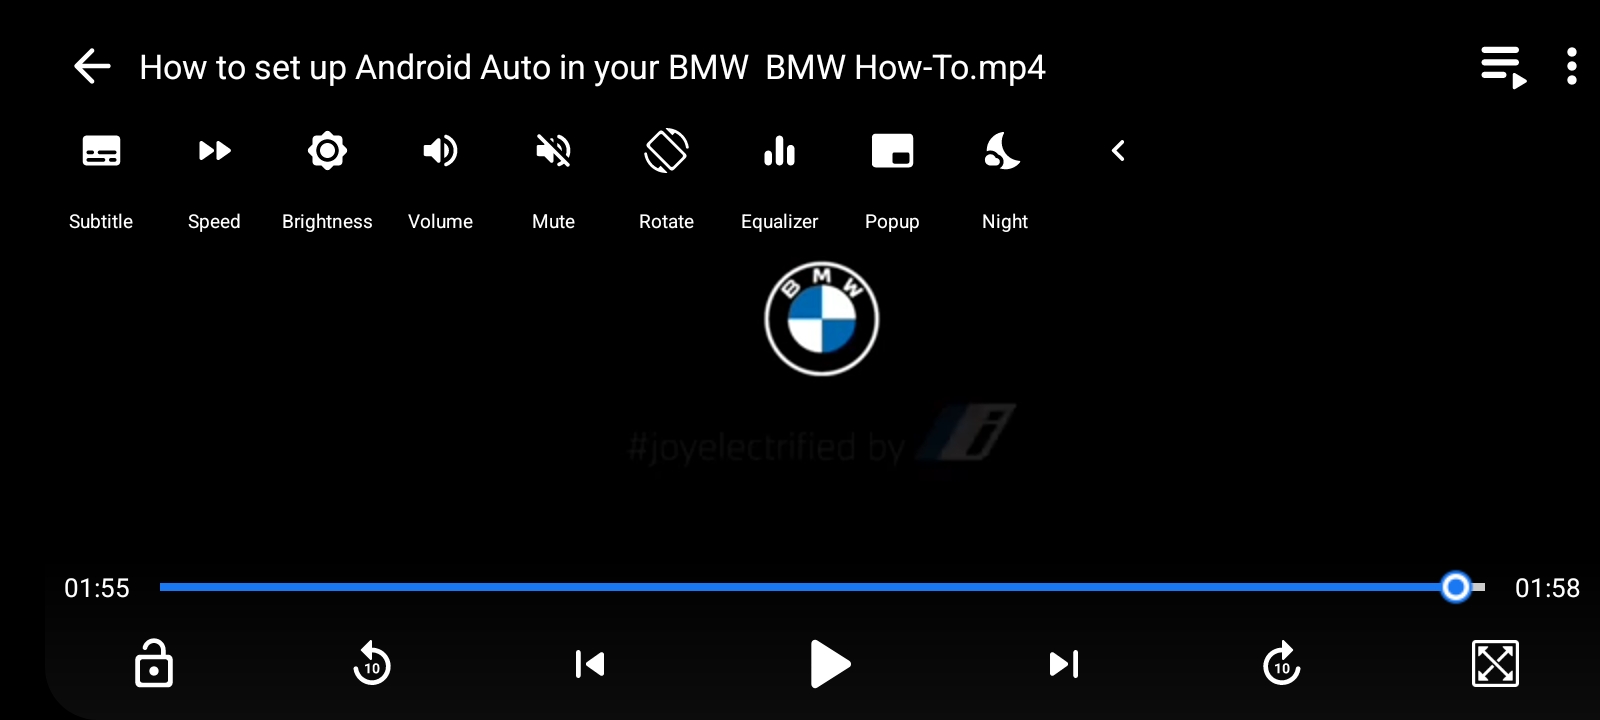 How to set up Android Auto in your BMW  BMW How-To.mp4
Subtitle Speed Brightness Volume Mute Rotate Equalizer Popup Night
BMW
#joyelectrified by i
01:55 01:58
10 10